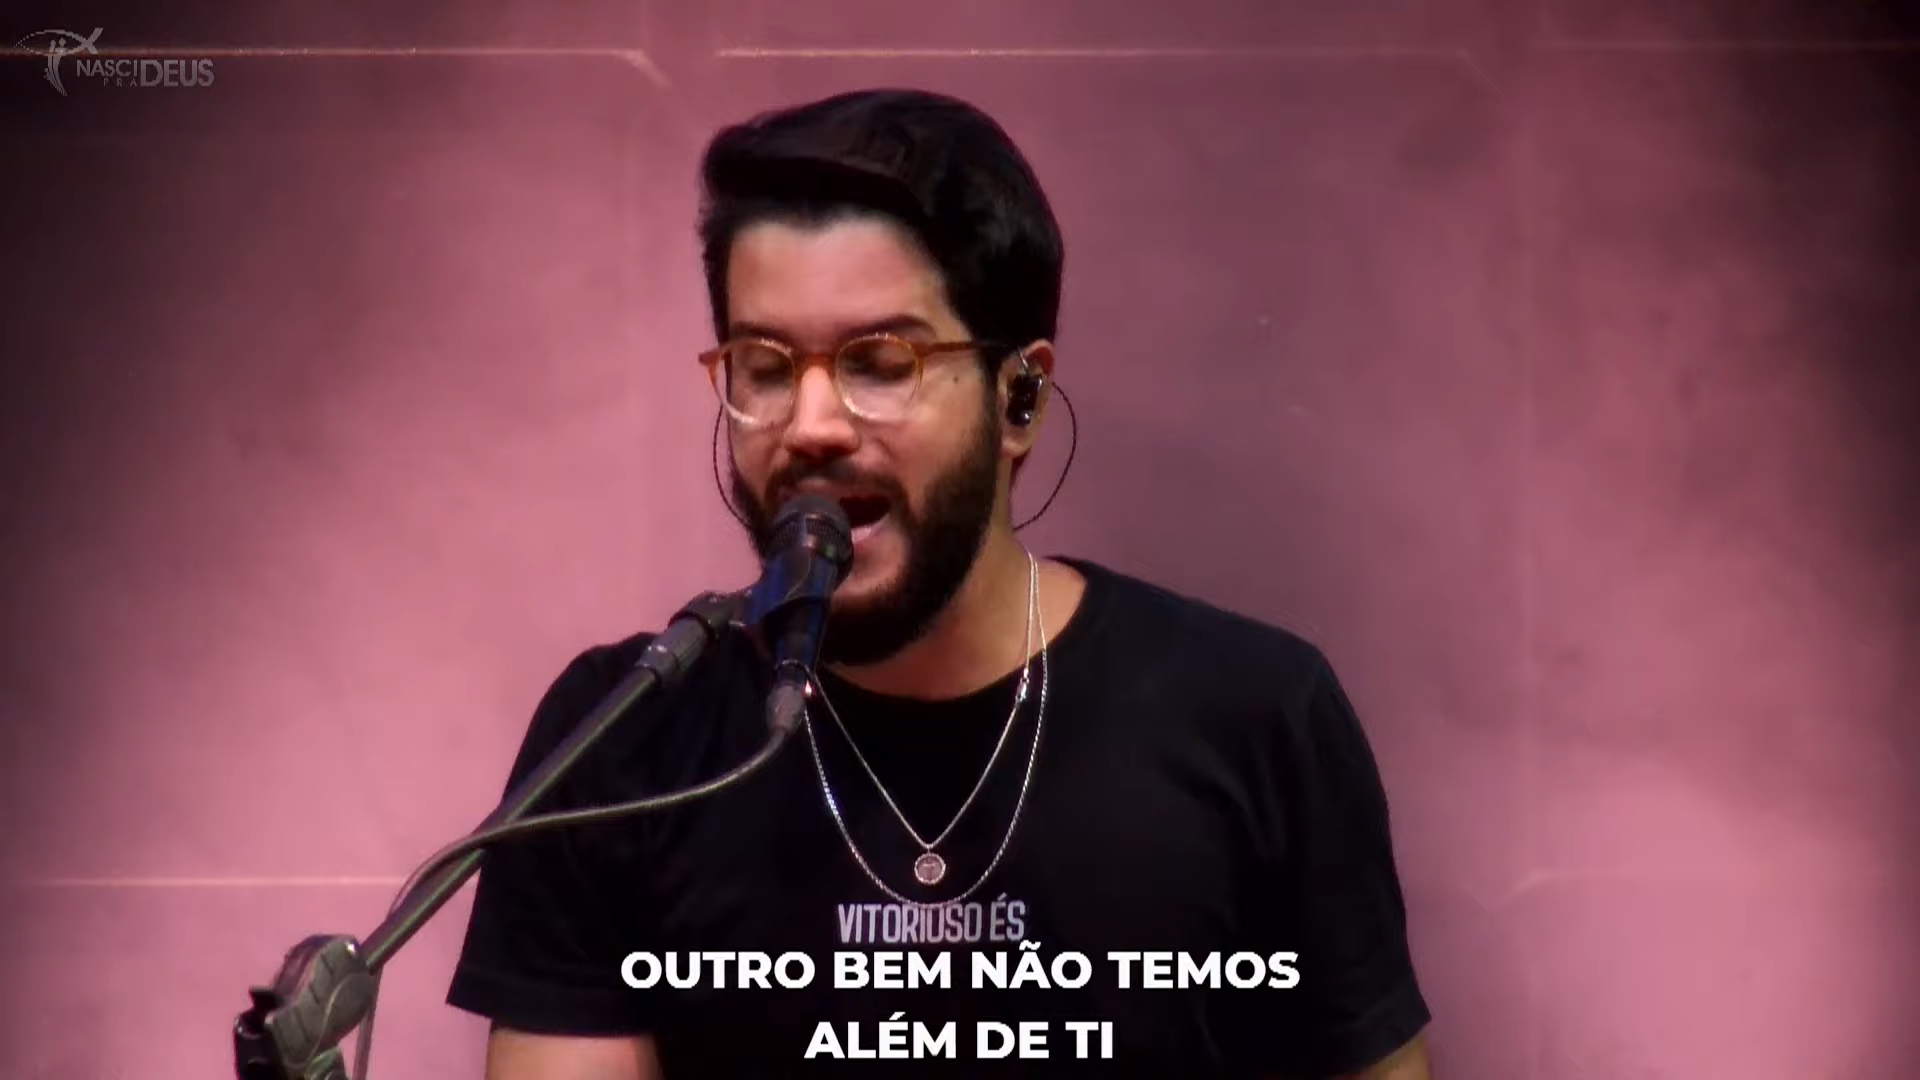 NASCI
PRA
DEUS
VITORIOSO ÉS
OUTRO BEM NÃO TEMOS
ALÉM DE TI